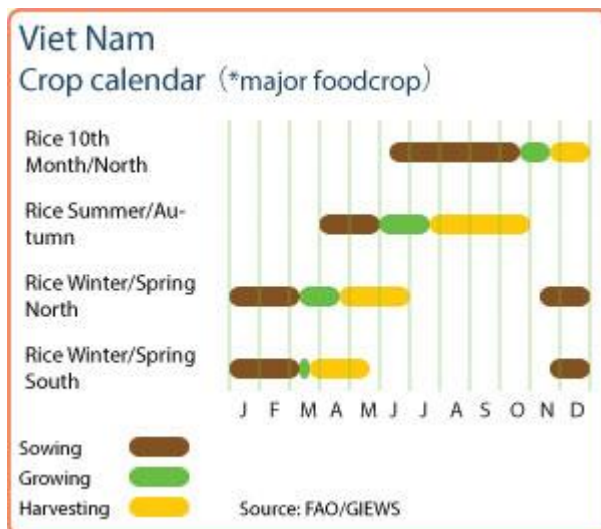 Viet Nam
Crop calendar (*major foodcrop)
Rice 10th
Month/North
Rice Summer/Au-
tumn
Rice Winter/Spring
North
Rice Winter/Spring
South
J F M A M J J A S O N D
Sowing
Growing
Harvesting
Source: FAO/GIEWS